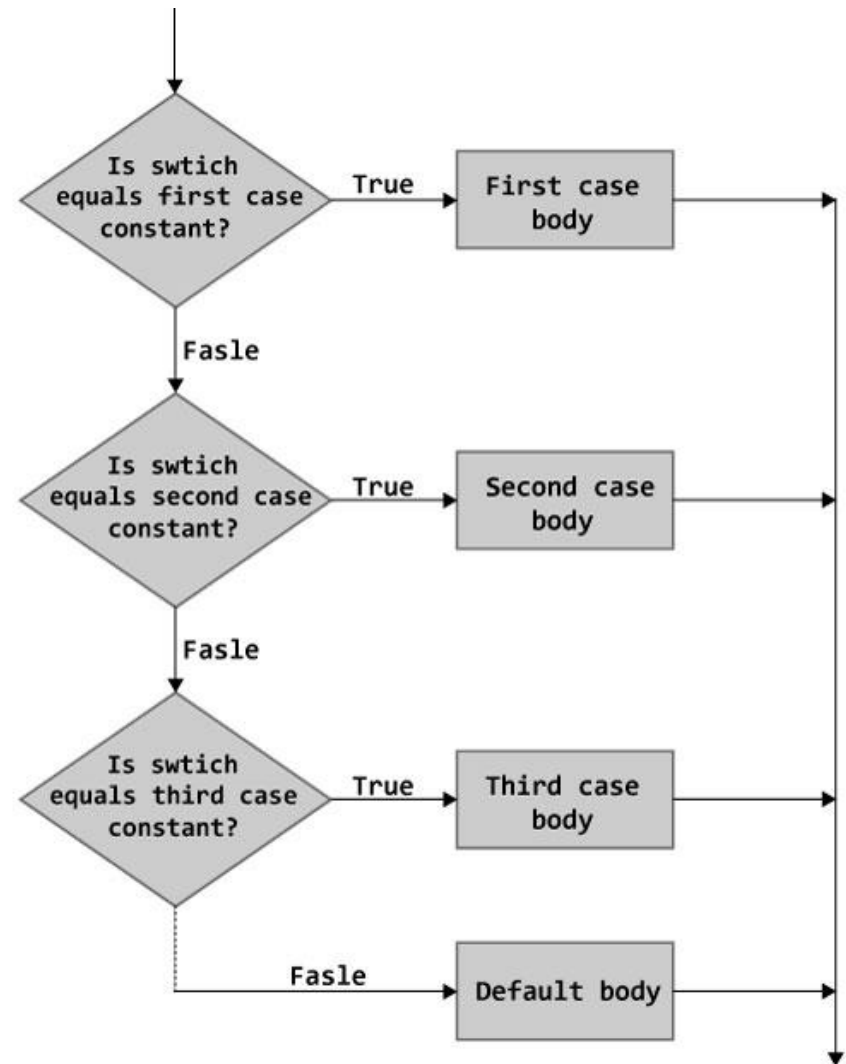 Is swtich
equals first case
constant?
True
First case
body
Fasle
Is swtich
equals second case
constant?
True
Second case
body
Fasle
Is swtich
equals third case
constant?
True
Third case
body
Fasle
Default body